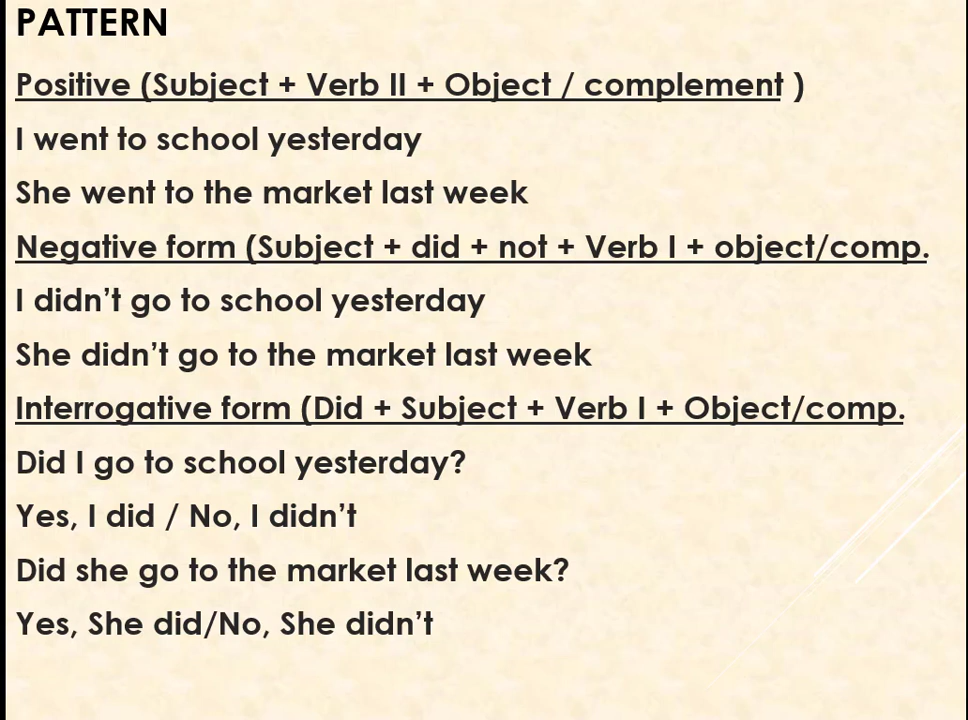 PATTERN
Positive (Subject + Verb II + Object / complement )
I went to school yesterday
She went to the market last week
Negative form (Subject + did + not + Verb I + object/comp.
I didn’t go to school yesterday
She didn’t go to the market last week
Interrogative form (Did + Subject + Verb I + Object/comp.
Did I go to school yesterday?
Yes, I did / No, I didn’t
Did she go to the market last week?
Yes, She did/No, She didn’t